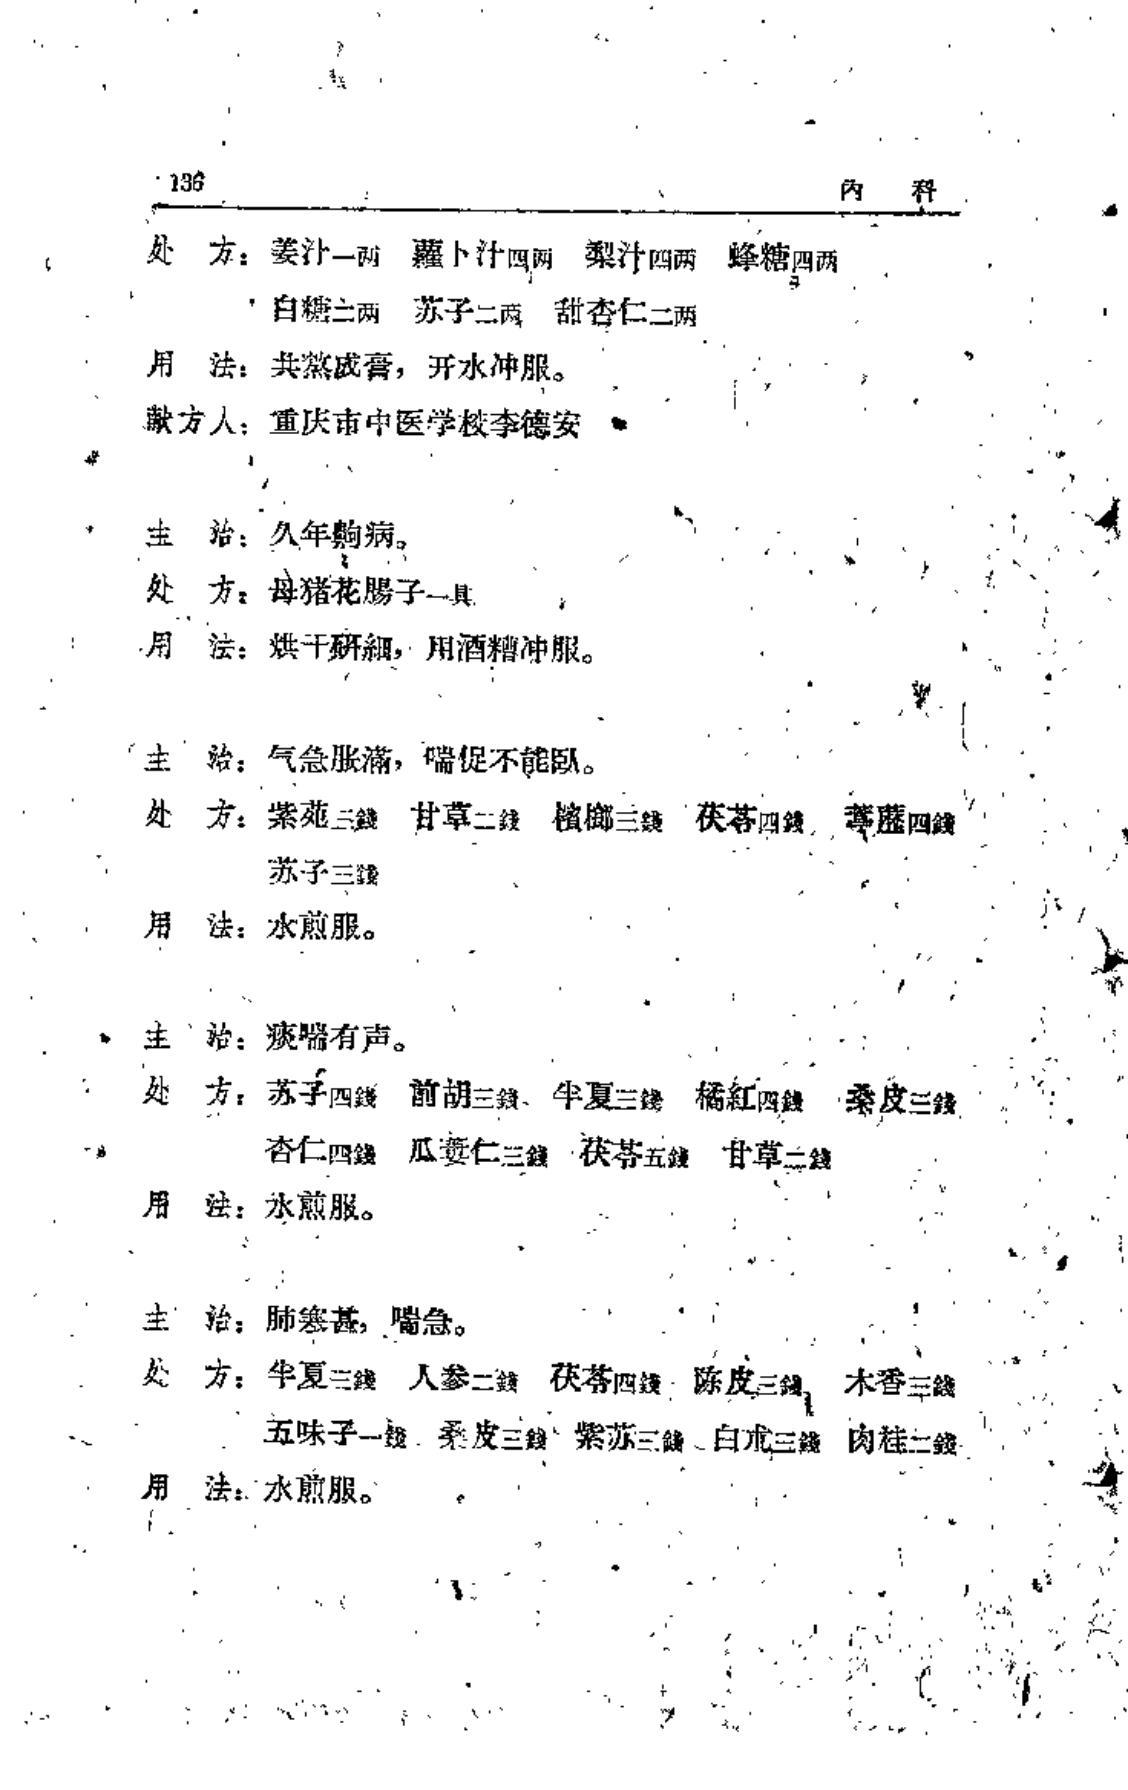 136 内科
处方：姜汁一两 蘿卜汁四两 梨汁四两 蜂糖四两
白糖二两 苏子二两 甜杏仁二两
用法：共熬成膏，开水冲服。
献方人：重庆市中医学校李德安
主治：久年齁病。
处方：母猪花腸子一具
用法：烘干研細，用酒糟冲服。
主治：气急胀滿，喘促不能臥。
处方：紫苑三錢 甘草二錢 檳榔三錢 茯苓四錢 葶藶四錢
苏子三錢
用法：水煎服。
主治：痰喘有声。
处方：苏子四錢 前胡三錢 半夏三錢 橘紅四錢 桑皮三錢
杏仁四錢 瓜蔞仁三錢 茯苓五錢 甘草二錢
用法：水煎服。
主治：肺寒甚，喘急。
处方：半夏三錢 人参二錢 茯苓四錢 陈皮三錢 木香三錢
五味子一錢 桑皮三錢 紫苏三錢 白朮三錢 肉桂二錢
用法：水煎服。